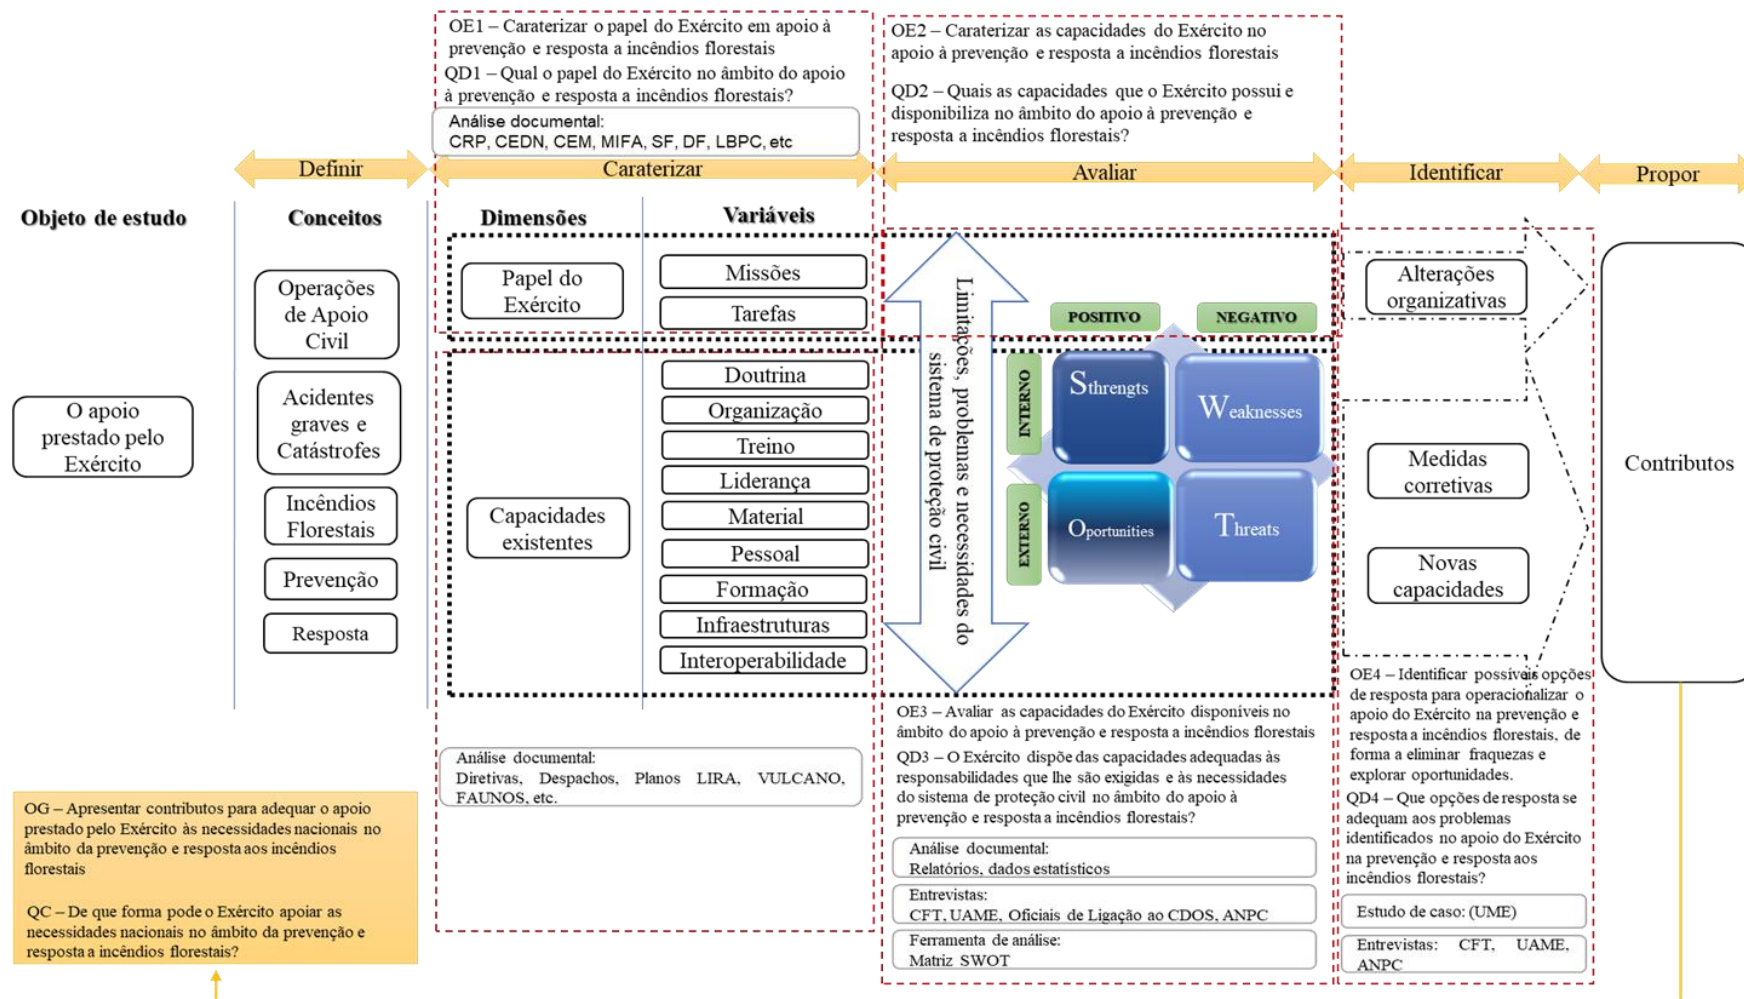 OE1 – Caraterizar o papel do Exército em apoio à
prevenção e resposta a incêndios florestais
QD1 – Qual o papel do Exército no âmbito do apoio
à prevenção e resposta a incêndios florestais?
Análise documental:
CRP, CEDN, CEM, MIFA, SF, DF, LBPC, etc
OE2 – Caraterizar as capacidades do Exército no
apoio à prevenção e resposta a incêndios florestais
QD2 – Quais as capacidades que o Exército possui e
disponibiliza no âmbito do apoio à prevenção e
resposta a incêndios florestais?
Definir
Caraterizar
Avaliar
Identificar
Propor
Objeto de estudo
Conceitos
Dimensões
Variáveis
O apoio
prestado pelo
Exército
Operações
de Apoio
Civil
Acidentes
graves e
Catástrofes
Incêndios
Florestais
Prevenção
Resposta
Papel do
Exército
Missões
Tarefas
Capacidades
existentes
Doutrina
Organização
Treino
Liderança
Material
Pessoal
Formação
Infraestruturas
Interoperabilidade
Limitações, problemas e necessidades do
sistema de proteção civil
POSITIVO
NEGATIVO
INTERNO
EXTERNO
Sthrengts
Weaknesses
Oportunities
Threats
Alterações
organizativas
Medidas
corretivas
Novas
capacidades
Contributos
Análise documental:
Diretivas, Despachos, Planos LIRA, VULCANO,
FAUNOS, etc.
OE3 – Avaliar as capacidades do Exército disponíveis no
âmbito do apoio à prevenção e resposta a incêndios florestais
QD3 – O Exército dispõe das capacidades adequadas às
responsabilidades que lhe são exigidas e às necessidades
do sistema de proteção civil no âmbito do apoio à
prevenção e resposta a incêndios florestais?
Análise documental:
Relatórios, dados estatísticos
Entrevistas:
CFT, UAME, Oficiais de Ligação ao CDOS, ANPC
Ferramenta de análise:
Matriz SWOT
OE4 – Identificar possíveis opções
de resposta para operacionalizar o
apoio do Exército na prevenção e
resposta a incêndios florestais, de
forma a eliminar fraquezas e
explorar oportunidades.
QD4 – Que opções de resposta se
adequam aos problemas
identificados no apoio do Exército
na prevenção e resposta aos
incêndios florestais?
Estudo de caso: (UME)
Entrevistas: CFT, UAME,
ANPC
OG – Apresentar contributos para adequar o apoio
prestado pelo Exército às necessidades nacionais no
âmbito da prevenção e resposta aos incêndios
florestais
QC – De que forma pode o Exército apoiar as
necessidades nacionais no âmbito da prevenção e
resposta a incêndios florestais?